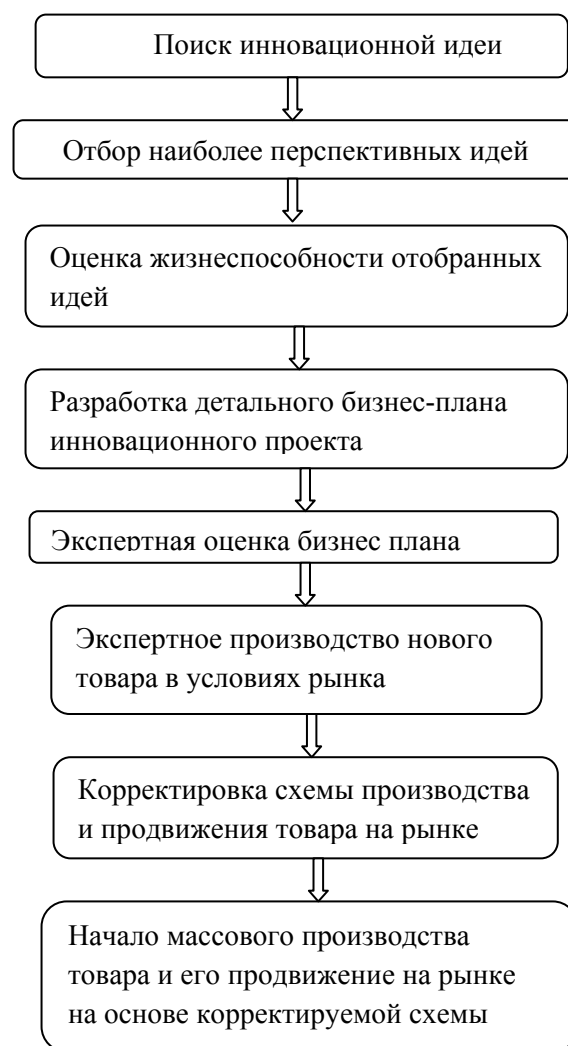 Поиск инновационной идеи
Отбор наиболее перспективных идей
Оценка жизнеспособности отобранных
идей
Разработка детального бизнес-плана
инновационного проекта
Экспертная оценка бизнес плана
Экспертное производство нового
товара в условиях рынка
Корректировка схемы производства
и продвижения товара на рынке
Начало массового производства
товара и его продвижение на рынке
на основе корректируемой схемы